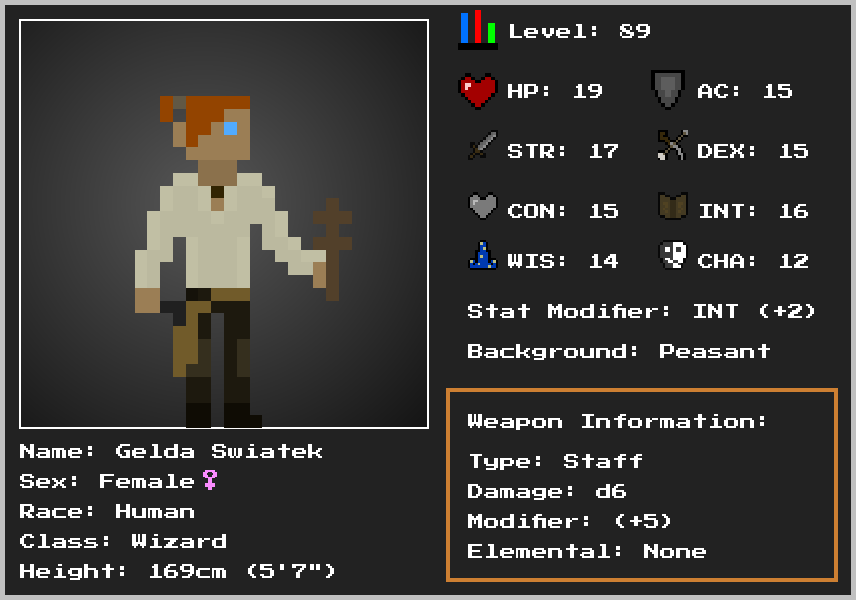 Level: 89
HP: 19 AC: 15
STR: 17 DEX: 15
CON: 15 INT: 16
WIS: 14 CHA: 12
Stat Modifier: INT (+2)
Background: Peasant
Weapon Information:
Type: Staff
Damage: d6
Modifier: (+5)
Elemental: None
Name: Gelda Swiatek
Sex: Female♀
Race: Human
Class: Wizard
Height: 169cm (5'7")